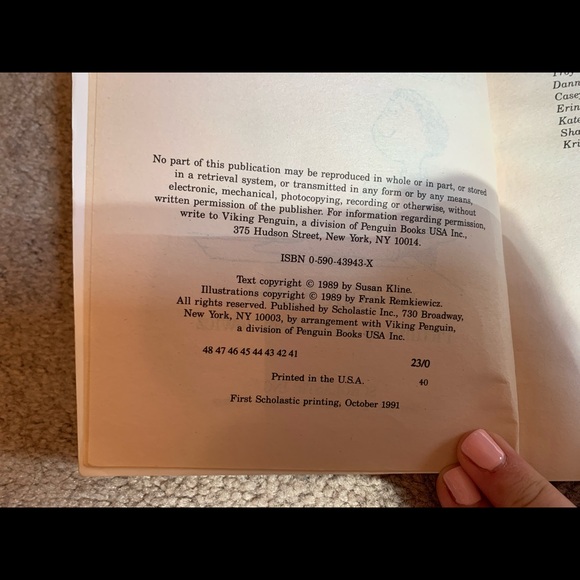 No part of this publication may be reproduced in whole or in part, or stored
in a retrieval system, or transmitted in any form or by any means,
electronic, mechanical, photocopying, recording or otherwise, without
written permission of the publisher. For information regarding permission,
write to Viking Penguin, a division of Penguin Books USA Inc.,
375 Hudson Street, New York, NY 10014.
ISBN 0-590-43943-X
Text copyright © 1989 by Susan Kline.
Illustrations copyright © 1989 by Frank Remkiewicz.
All rights reserved. Published by Scholastic Inc., 730 Broadway,
New York, NY 10003, by arrangement with Viking Penguin,
a division of Penguin Books USA Inc.
48 47 46 45 44 43 42 41 23/0
Printed in the U.S.A. 40
First Scholastic printing, October 1991
Dann
Casey
Erin
Kate
Sha
Kri